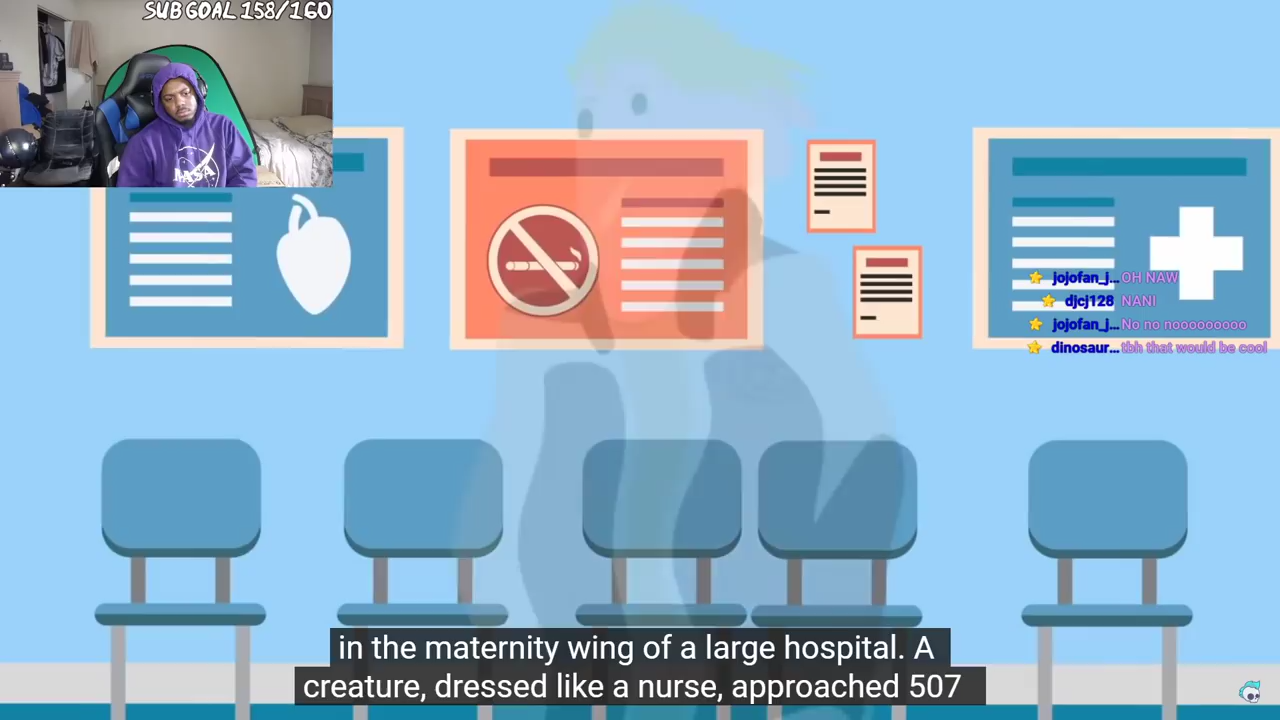 SUB GOAL 158/160
NASA
jojofan_j... OH NAW
djcj128 NANI
jojofan_j... No no nooooooooo
dinosaur... tbh that would be cool
in the maternity wing of a large hospital. A
creature, dressed like a nurse, approached 507